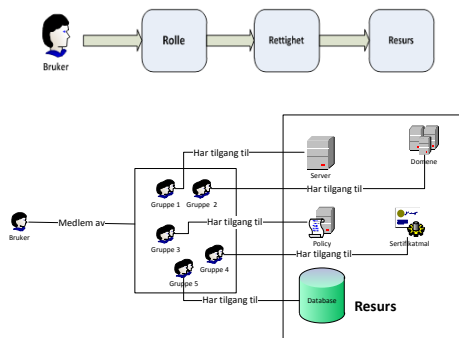 Bruker
Rolle
Rettighet
Resurs
Har tilgang til
Server
Domene
Gruppe 1
Gruppe 2
Har tilgang til
Bruker
Medlem av
Gruppe 3
Har tilgang til
Policy
Sertifikatmal
Gruppe 4
Har tilgang til
Gruppe 5
Har tilgang til
Database
Resurs